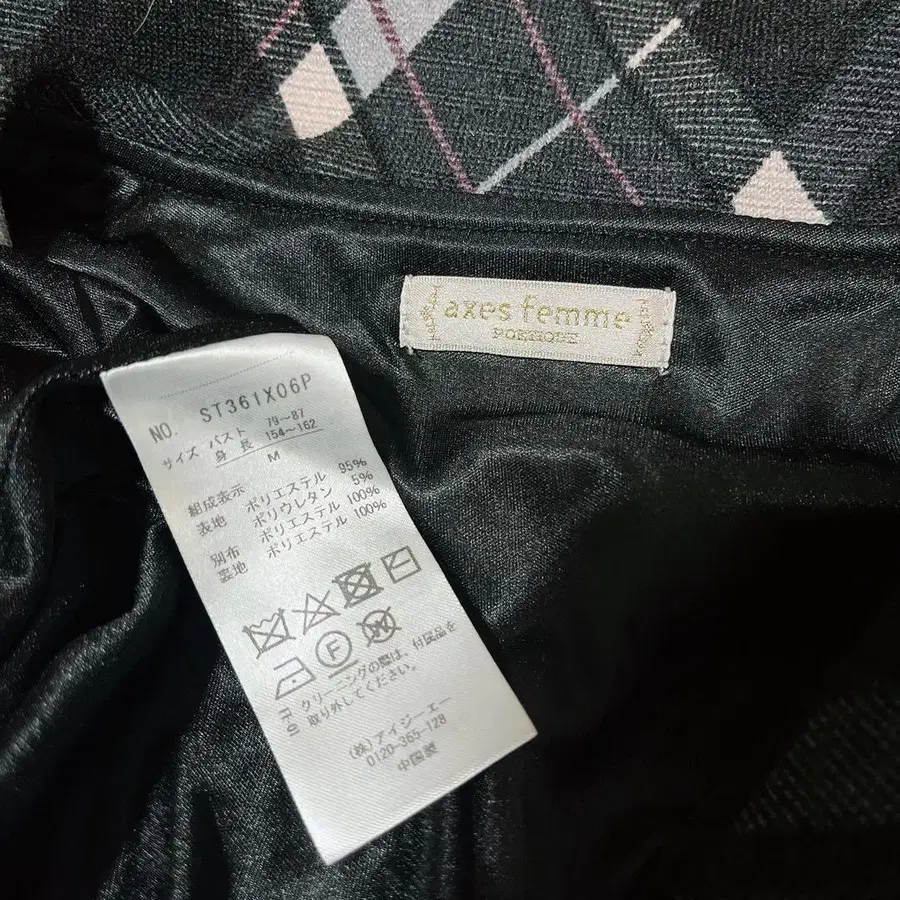 axes femme
POETIQUE
NO. ST361X06P
サイズ バスト 79~87
身長 154~162
M
組成表示
表地 ポリエステル 95%
ポリウレタン 5%
別布 ポリエステル 100%
裏地 ポリエステル 100%
F
W
クリーニングの際は、付属品を
取り外してください。
(株)アイジーエー
0120-365-128
中国製